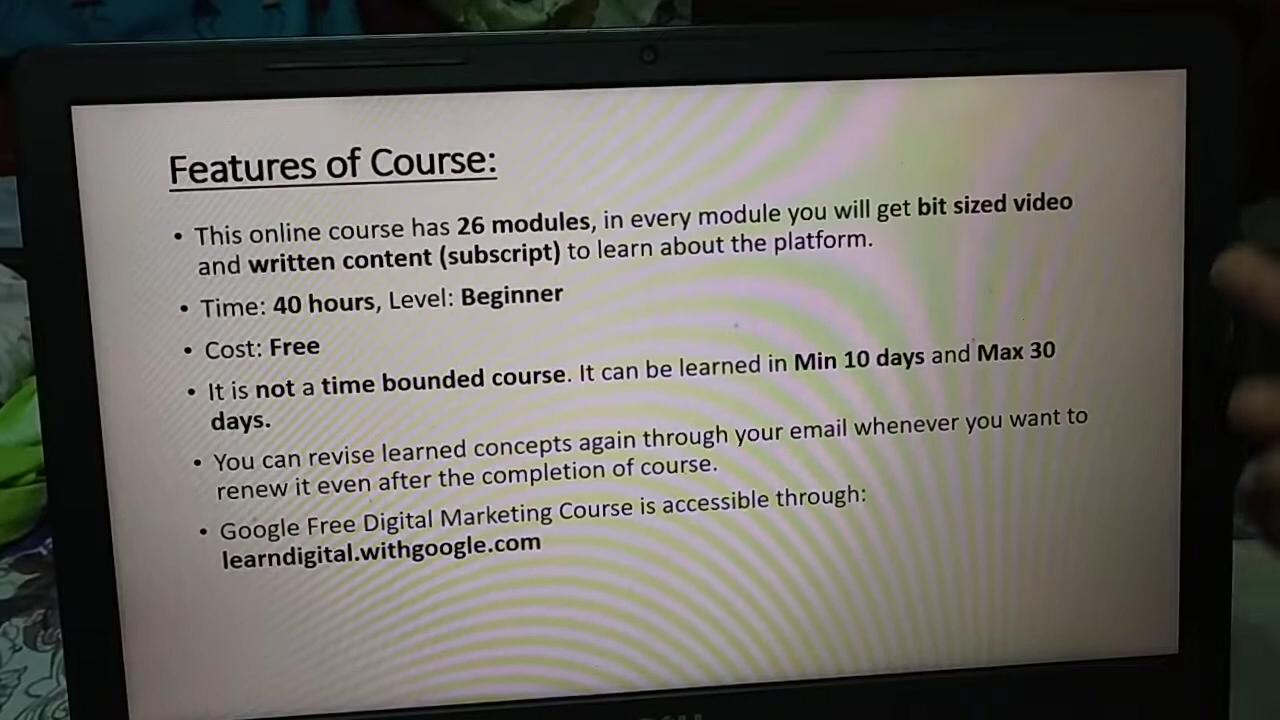 Features of Course:
• This online course has 26 modules, in every module you will get bit sized video
and written content (subscript) to learn about the platform.
• Time: 40 hours, Level: Beginner
• Cost: Free
• It is not a time bounded course. It can be learned in Min 10 days and Max 30
days.
• You can revise learned concepts again through your email whenever you want to
renew it even after the completion of course.
• Google Free Digital Marketing Course is accessible through:
learndigital.withgoogle.com